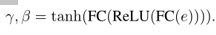 γ, β = tanh(FC(ReLU(FC(e)))).